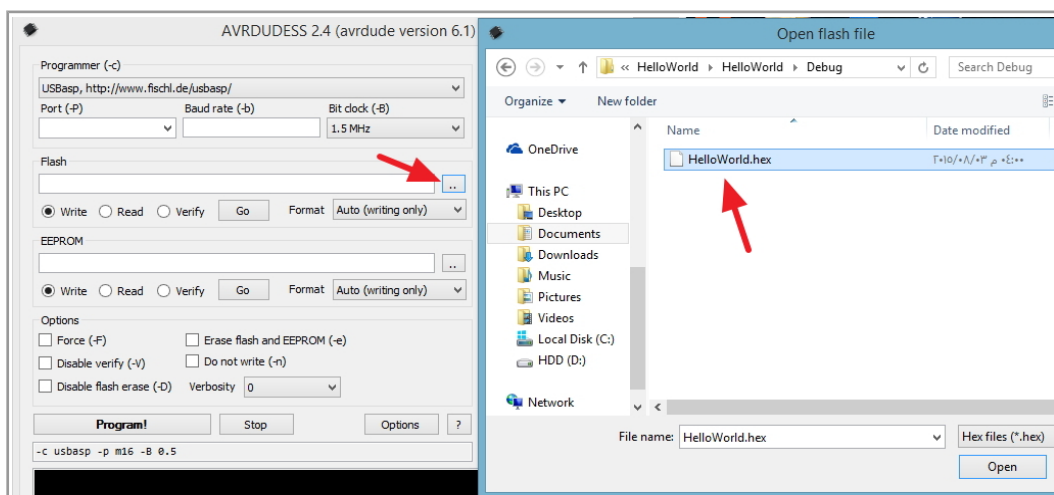 AVRDUDESS 2.4 (avrdude version 6.1)
Programmer (-c)
USBasp, http://www.fischl.de/usbasp/
Port (-P) Baud rate (-b) Bit clock (-B)
1.5 MHz
Flash
..
Write Read Verify Go Format Auto (writing only)
EEPROM
..
Write Read Verify Go Format Auto (writing only)
Options
Force (-F) Erase flash and EEPROM (-e)
Disable verify (-V) Do not write (-n)
Disable flash erase (-D) Verbosity 0
Program! Stop Options ?
-c usbasp -p m16 -B 0.5
Open flash file
« HelloWorld HelloWorld Debug Search Debug
Organize New folder
Name Date modified
OneDrive
HelloWorld.hex ٢٠١٥/٠٨/٠٣ م ٠٤:٠٠
This PC
Desktop
Documents
Downloads
Music
Pictures
Videos
Local Disk (C:)
HDD (D:)
Network
File name: HelloWorld.hex Hex files (*.hex)
Open